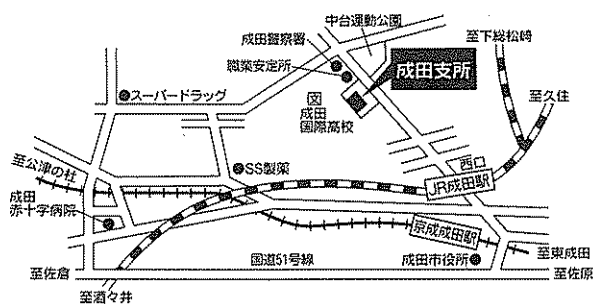 中台運動公園
成田警察署
職業安定所
成田支所
至下総松崎
至久住
スーパードラッグ
文
成田
国際高校
西口
JR成田駅
SS製薬
至公津の杜
成田
赤十字病院
京成成田駅
至東成田
国道51号線
成田市役所
至佐倉
至佐原
至酒々井